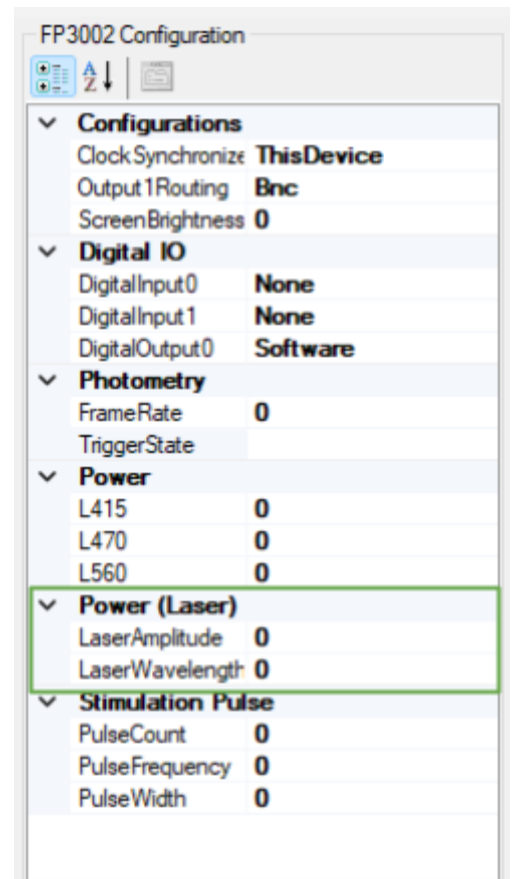 FP3002 Configuration
Configurations
ClockSynchronize ThisDevice
Output1Routing Bnc
ScreenBrightness 0
Digital IO
DigitalInput0 None
DigitalInput1 None
DigitalOutput0 Software
Photometry
FrameRate 0
TriggerState
Power
L415 0
L470 0
L560 0
Power (Laser)
LaserAmplitude 0
LaserWavelength 0
Stimulation Pulse
PulseCount 0
PulseFrequency 0
PulseWidth 0